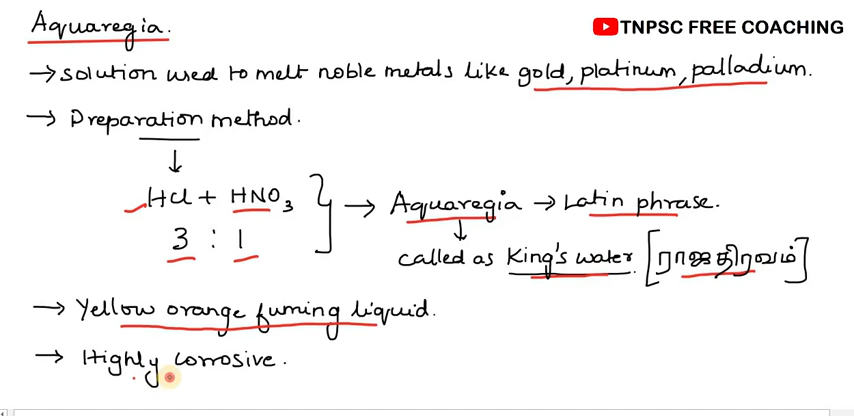 Aquaregia.
TNPSC FREE COACHING
→ Solution used to melt noble metals like gold, platinum, palladium.
→ Preparation method.
↓
HCl + HNO₃ } → Aquaregia → Latin phrase.
3 : 1
↓
called as King's water [ராஜதிரவம்]
→ Yellow orange fuming liquid.
→ Highly corrosive.